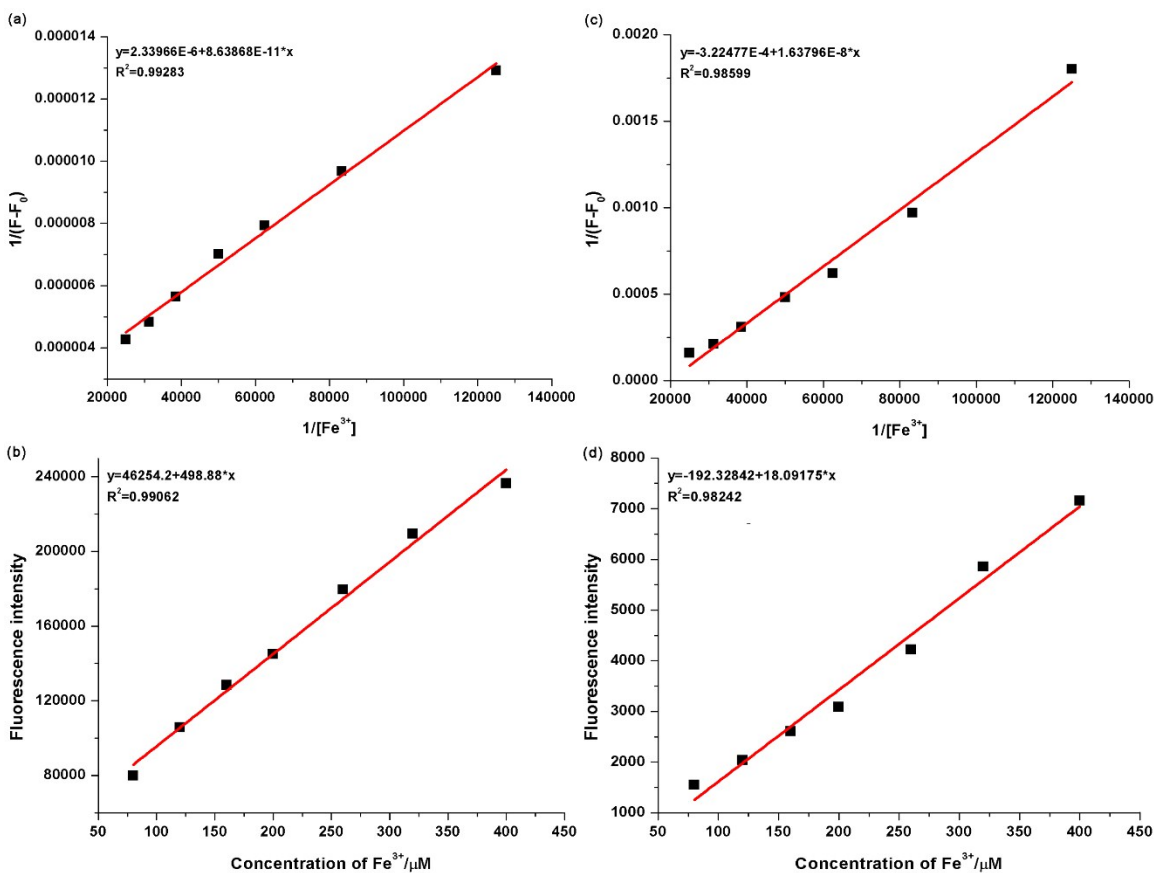 (a)
y=2.33966E-6+8.63868E-11*x
R²=0.99283
0.000014
0.000012
0.000010
0.000008
0.000006
0.000004
1/(F-F₀)
20000 40000 60000 80000 100000 120000 140000
1/[Fe³⁺]
(c)
y=-3.22477E-4+1.63796E-8*x
R²=0.98599
0.0020
0.0015
0.0010
0.0005
0.0000
1/(F-F₀)
20000 40000 60000 80000 100000 120000 140000
1/[Fe³⁺]
(b)
y=46254.2+498.88*x
R²=0.99062
240000
200000
160000
120000
80000
Fluorescence intensity
50 100 150 200 250 300 350 400 450
Concentration of Fe³⁺/μM
(d)
y=-192.32842+18.09175*x
R²=0.98242
8000
7000
6000
5000
4000
3000
2000
1000
Fluorescence intensity
50 100 150 200 250 300 350 400 450
Concentration of Fe³⁺/μM